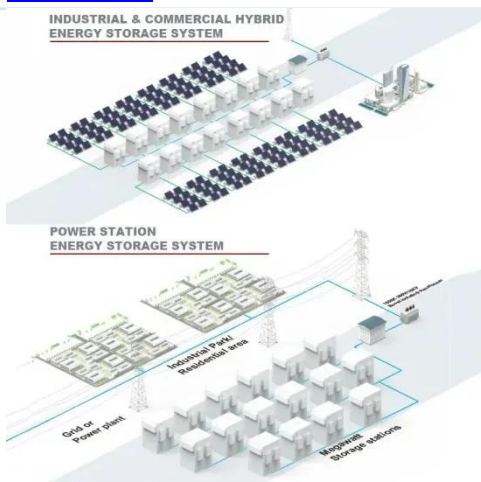 INDUSTRIAL & COMMERCIAL HYBRID
ENERGY STORAGE SYSTEM
POWER STATION
ENERGY STORAGE SYSTEM
Industrial Park/
Residential area
Grid or
Power plant
Megawatt
Storage stations